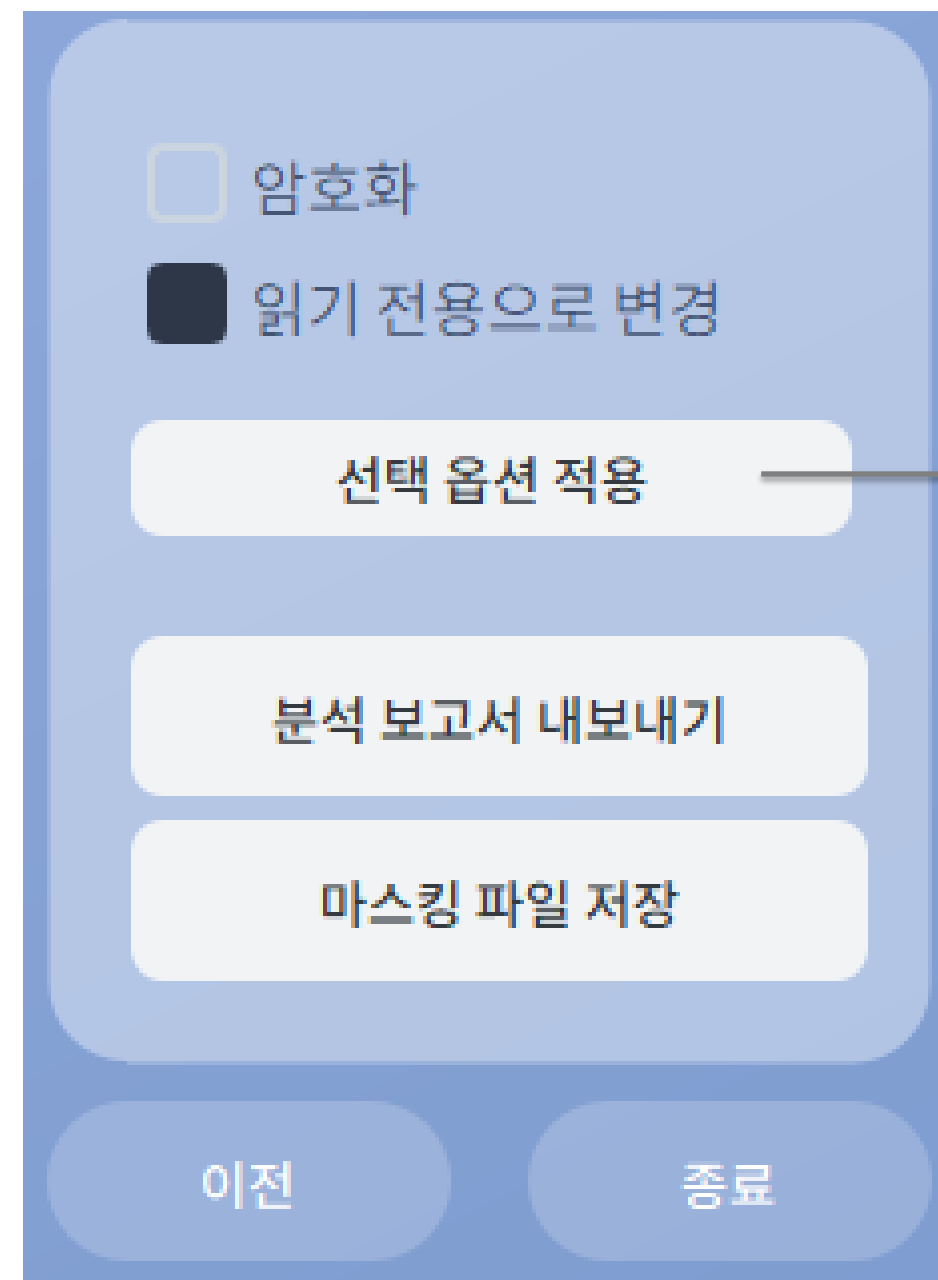 암호화
읽기 전용으로 변경
선택 옵션 적용
분석 보고서 내보내기
마스킹 파일 저장
이전 종료